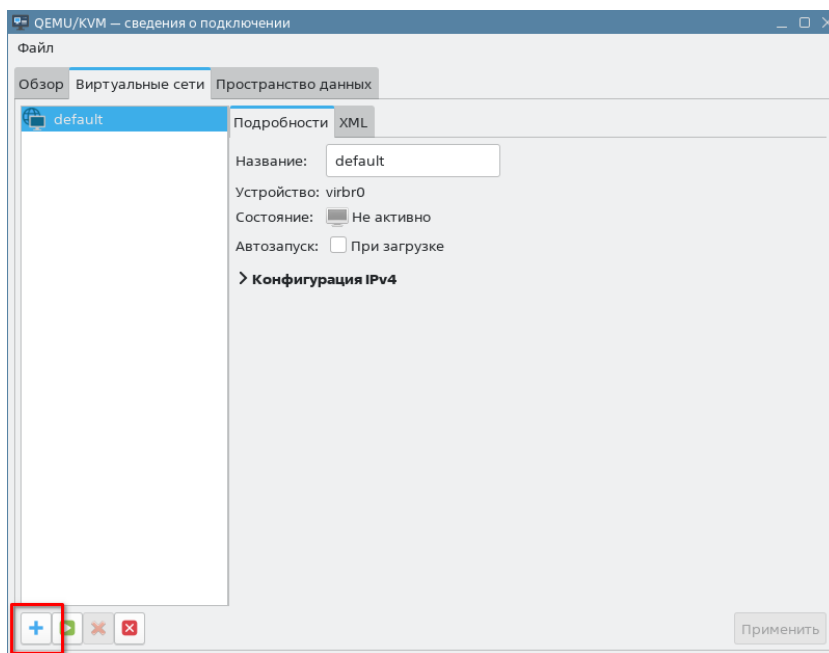 QEMU/KVM — сведения о подключении
Файл
Обзор Виртуальные сети Пространство данных
default
Подробности XML
Название: default
Устройство: virbr0
Состояние: Не активно
Автозапуск: При загрузке
Конфигурация IPv4
Применить